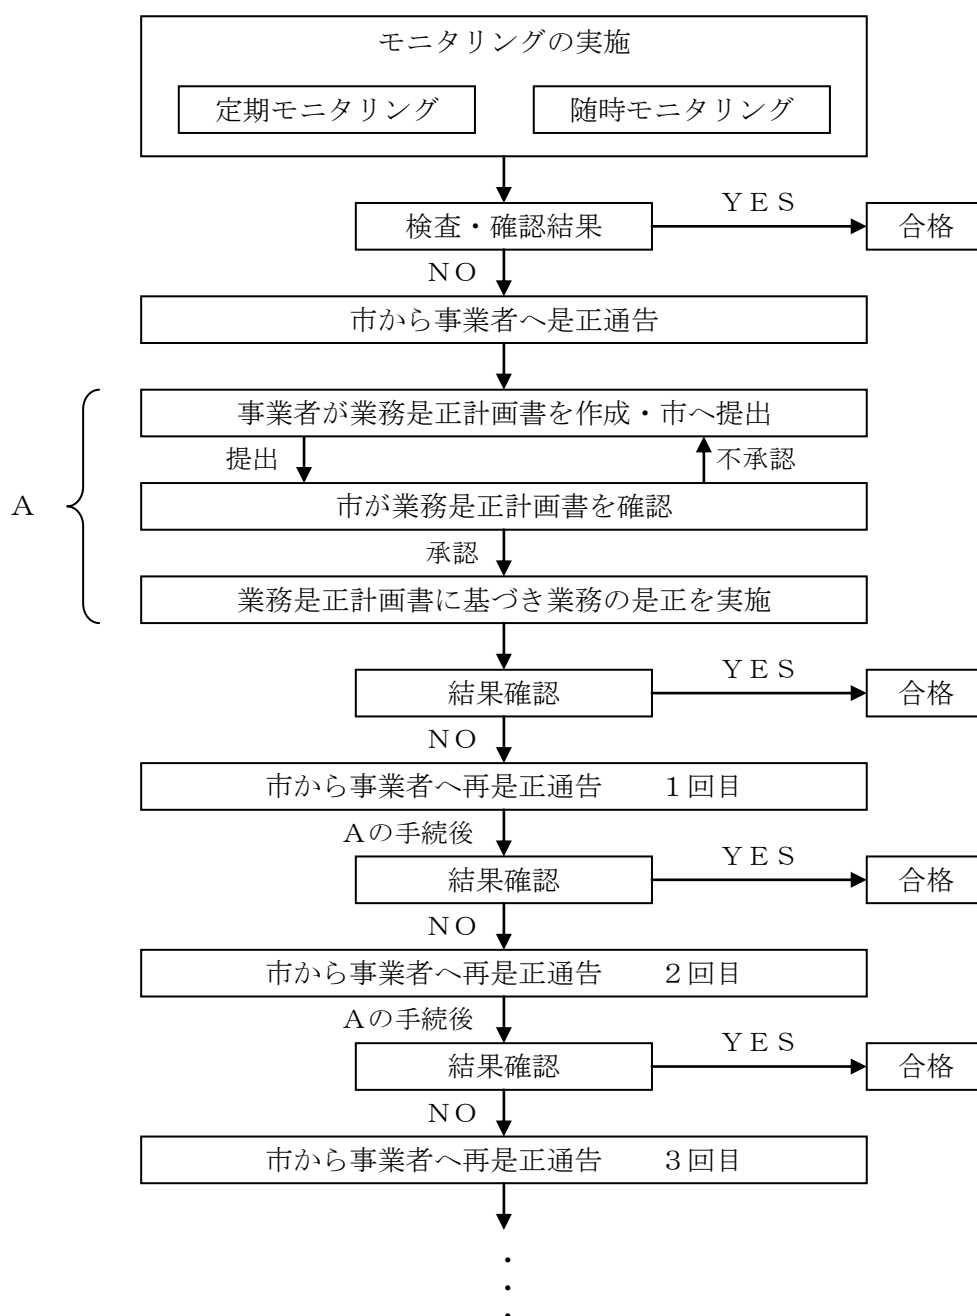 モニタリングの実施
定期モニタリング
随時モニタリング
ＹＥＳ
検査・確認結果
合格
ＮＯ
市から事業者へ是正通告
事業者が業務是正計画書を作成・市へ提出
提出
不承認
Ａ
市が業務是正計画書を確認
承認
業務是正計画書に基づき業務の是正を実施
ＹＥＳ
結果確認
合格
ＮＯ
市から事業者へ再是正通告　　１回目
Ａの手続後
ＹＥＳ
結果確認
合格
ＮＯ
市から事業者へ再是正通告　　２回目
Ａの手続後
ＹＥＳ
結果確認
合格
ＮＯ
市から事業者へ再是正通告　　３回目
・
・
・